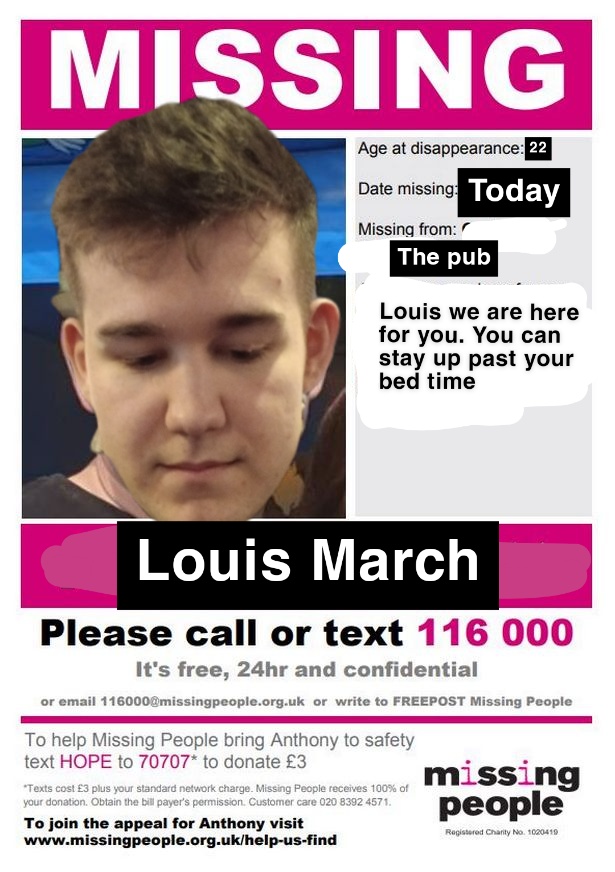 MISSING
Age at disappearance: 22
Date missing: Today
Missing from:
The pub
Louis we are here
for you. You can
stay up past your
bed time
Louis March
Please call or text 116 000
It's free, 24hr and confidential
or email 116000@missingpeople.org.uk or write to FREEPOST Missing People
To help Missing People bring Anthony to safety
text HOPE to 70707* to donate £3
*Texts cost £3 plus your standard network charge. Missing People receives 100% of
your donation. Obtain the bill payer's permission. Customer care 020 8392 4571.
To join the appeal for Anthony visit
www.missingpeople.org.uk/help-us-find
missing
people
Registered Charity No. 1020419